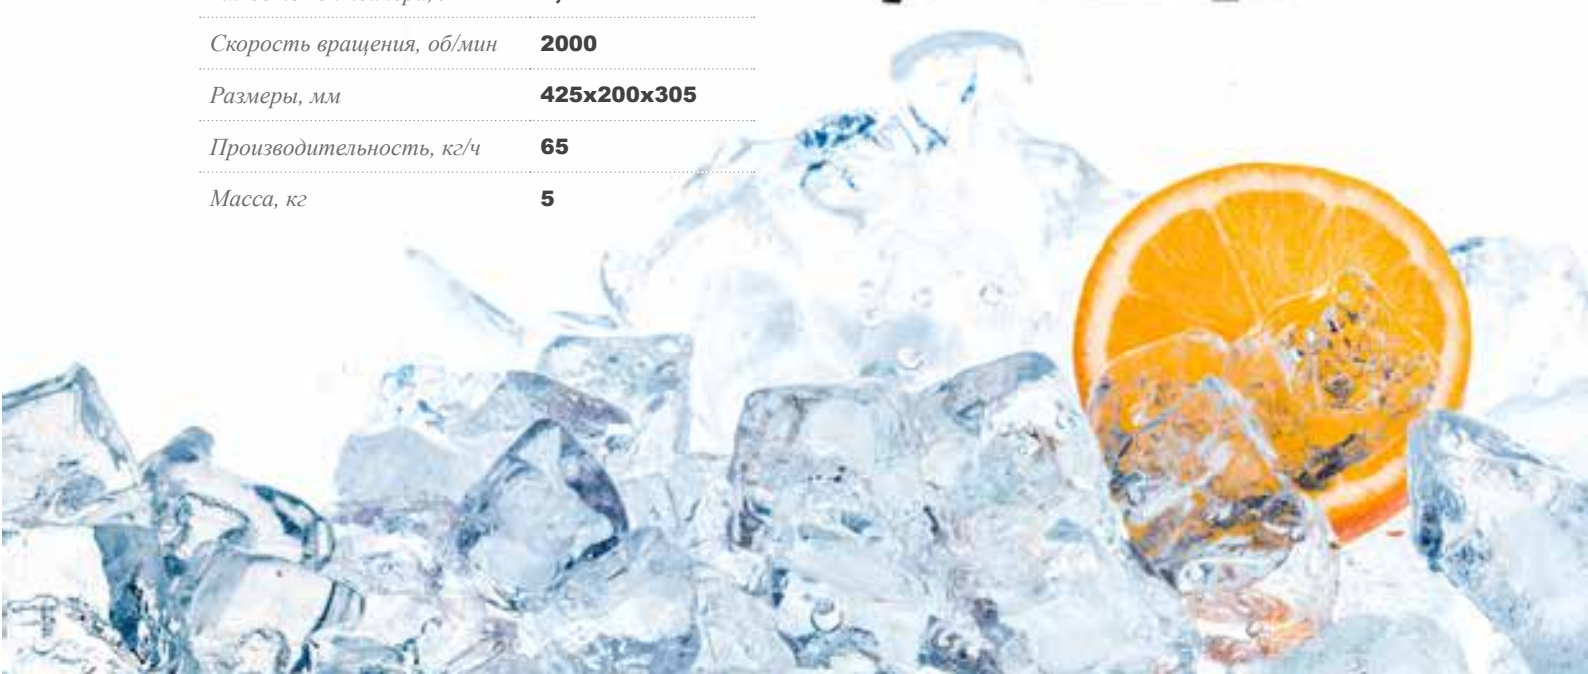 Скорость вращения, об/мин 2000
Размеры, мм 425x200x305
Производительность, кг/ч 65
Масса, кг 5